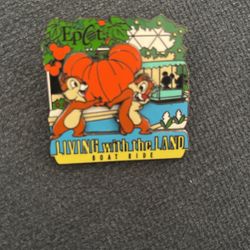 Epcot
LIVING with the LAND
BOAT RIDE